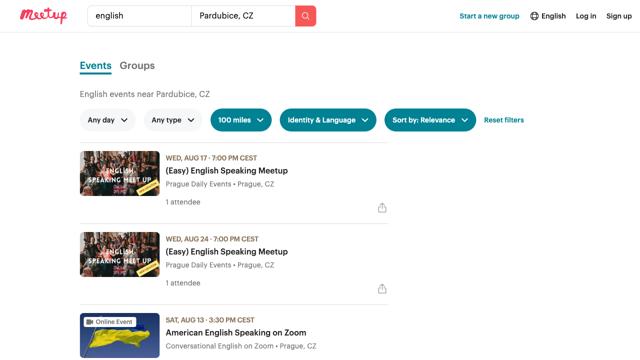 meetup
english
Pardubice, CZ
Start a new group
English
Log in
Sign up
Events
Groups
English events near Pardubice, CZ
Any day
Any type
100 miles
Identity & Language
Sort by: Relevance
Reset filters
ENGLISH
SPEAKING MEET UP
WED, AUG 17 · 7:00 PM CEST
(Easy) English Speaking Meetup
Prague Daily Events • Prague, CZ
1 attendee
ENGLISH
SPEAKING MEET UP
WED, AUG 24 · 7:00 PM CEST
(Easy) English Speaking Meetup
Prague Daily Events • Prague, CZ
1 attendee
Online Event
SAT, AUG 13 · 3:30 PM CEST
American English Speaking on Zoom
Conversational English on Zoom • Prague, CZ